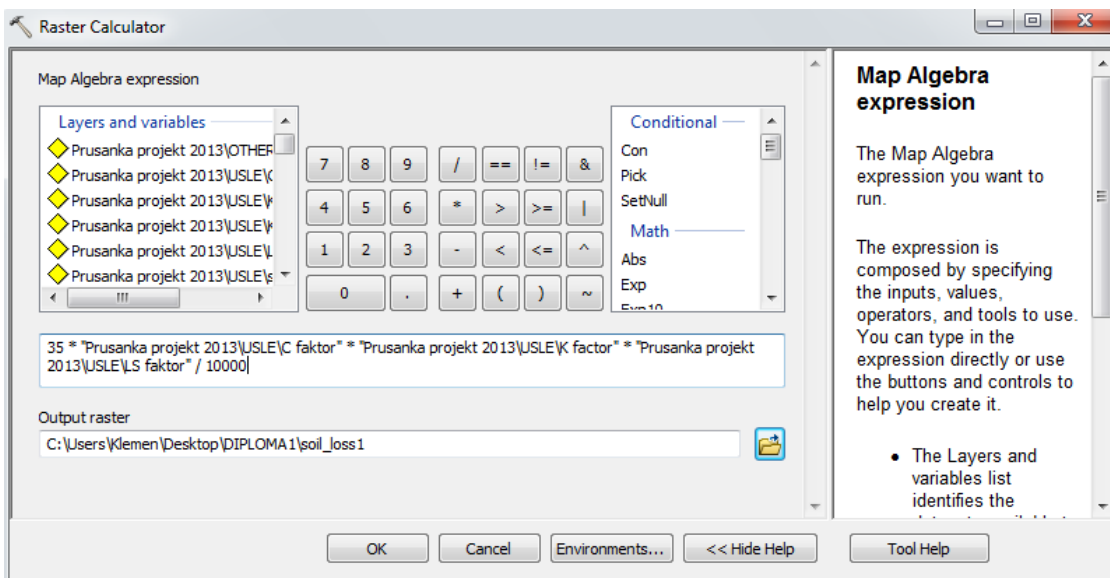 Raster Calculator
Map Algebra expression
Layers and variables
Prusanka projekt 2013\OTHER
Prusanka projekt 2013\USLE\
Prusanka projekt 2013\USLE\
Prusanka projekt 2013\USLE\
Prusanka projekt 2013\USLE\L
Prusanka projekt 2013\USLE\s
7 8 9 / == != &
4 5 6 * > >= |
1 2 3 - < <= ^
0 . + ( ) ~
Conditional
Con
Pick
SetNull
Math
Abs
Exp
Exp10
35 * "Prusanka projekt 2013\USLE\C faktor" * "Prusanka projekt 2013\USLE\K factor" * "Prusanka projekt
2013\USLE\LS faktor" / 10000
Output raster
C:\Users\Klemen\Desktop\DIPLOMA1\soil_loss1
OK Cancel Environments... << Hide Help Tool Help
Map Algebra
expression
The Map Algebra
expression you want to
run.
The expression is
composed by specifying
the inputs, values,
operators, and tools to use.
You can type in the
expression directly or use
the buttons and controls to
help you create it.
• The Layers and
variables list
identifies the